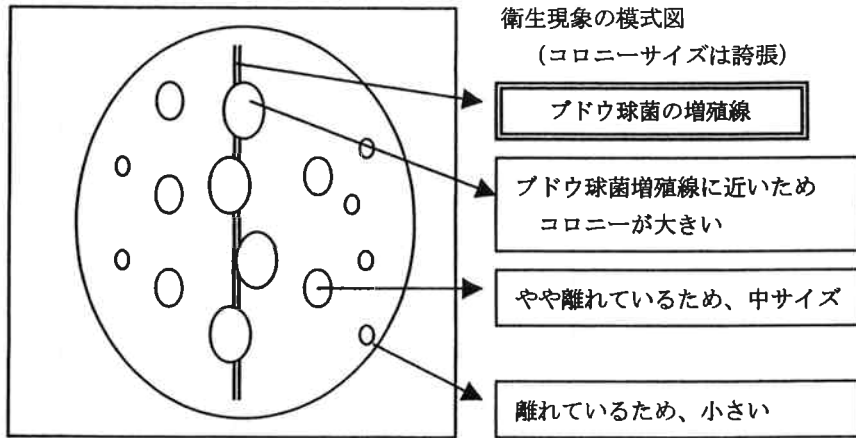 衛生現象の模式図
（コロニーサイズは誇張）
ブドウ球菌の増殖線
ブドウ球菌増殖線に近いため
コロニーが大きい
やや離れているため、中サイズ
離れているため、小さい